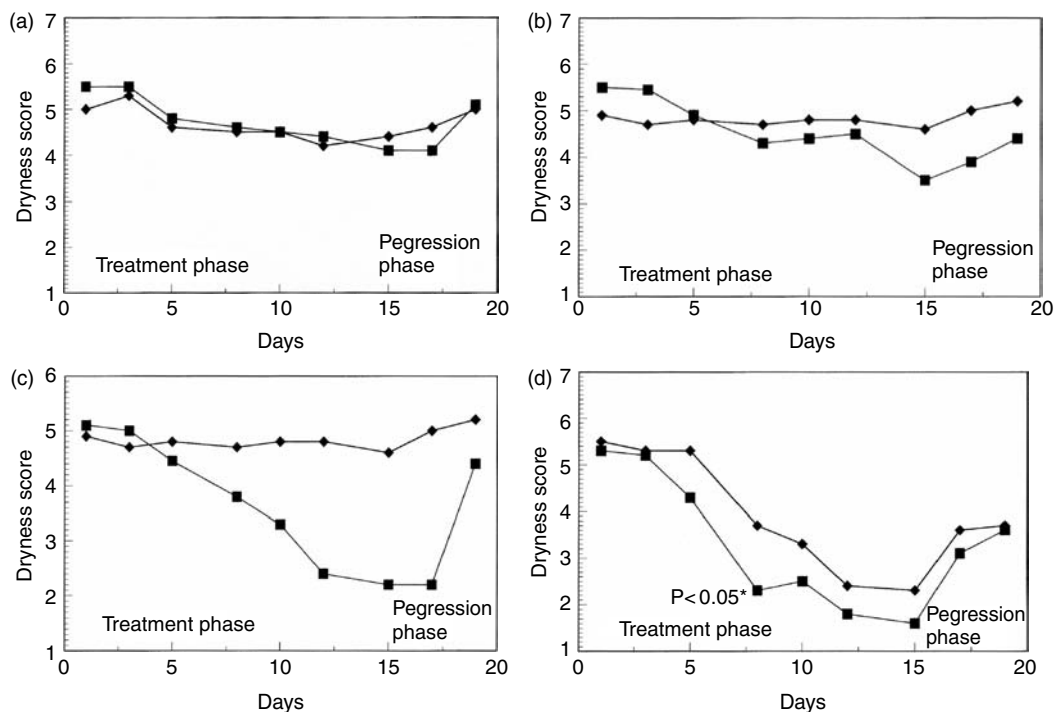 (a)
7
6
5
4
3
2
1
Dryness score
Treatment phase
Pegression
phase
0 5 10 15 20
Days
(b)
7
6
5
4
3
2
1
Dryness score
Treatment phase
Pegression
phase
0 5 10 15 20
Days
(c)
6
5
4
3
2
1
Dryness score
Treatment phase
Pegression
phase
0 5 10 15 20
Days
(d)
7
6
5
4
3
2
1
Dryness score
P< 0.05*
Treatment phase
Pegression
phase
0 5 10 15 20
Days